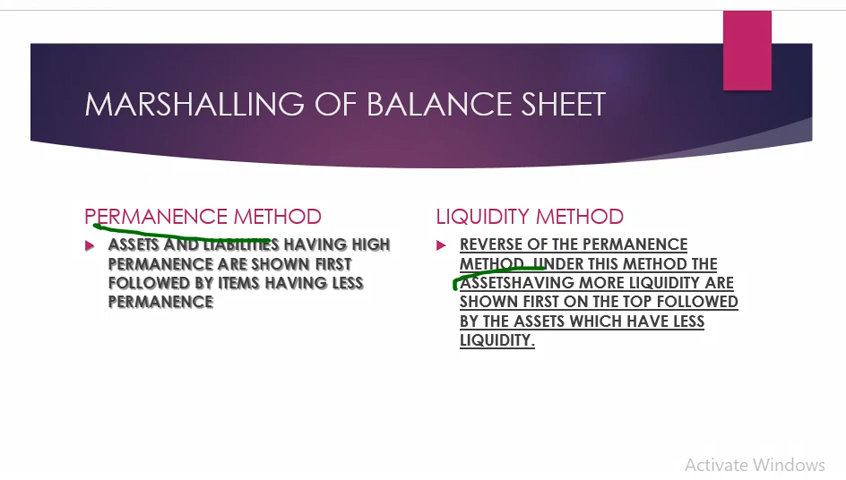 MARSHALLING OF BALANCE SHEET
PERMANENCE METHOD
ASSETS AND LIABILITIES HAVING HIGH
PERMANENCE ARE SHOWN FIRST
FOLLOWED BY ITEMS HAVING LESS
PERMANENCE
LIQUIDITY METHOD
REVERSE OF THE PERMANENCE
METHOD. UNDER THIS METHOD THE
ASSETSHAVING MORE LIQUIDITY ARE
SHOWN FIRST ON THE TOP FOLLOWED
BY THE ASSETS WHICH HAVE LESS
LIQUIDITY.
Activate Windows